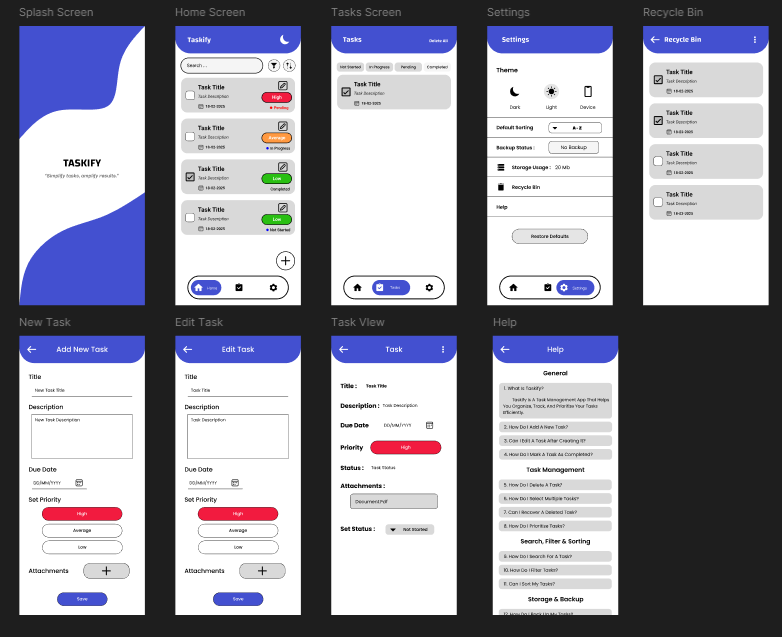 Splash Screen
TASKIFY
"Simplify tasks, amplify results."
Home Screen
Taskify
Search ...
Task Title
Task Description
18-02-2025
High
Pending
Task Title
Task Description
18-02-2025
Average
In Progress
Task Title
Task Description
18-02-2025
Low
Completed
Task Title
Task Description
18-02-2025
Low
Not Started
Home
Tasks Screen
Tasks
Delete All
Not Started
In Progress
Pending
Completed
Task Title
Task Description
18-02-2025
Tasks
Settings
Settings
Theme
Dark
Light
Device
Default Sorting
A - Z
Backup Status :
No Backup
Storage Usage : 20 Mb
Recycle Bin
Help
Restore Defaults
Settings
Recycle Bin
Recycle Bin
Task Title
Task Description
18-02-2025
Task Title
Task Description
18-02-2025
Task Title
Task Description
18-02-2025
Task Title
Task Description
18-02-2025
New Task
Add New Task
Title
New Task Title
Description
New Task Description
Due Date
DD/MM/YYYY
Set Priority
High
Average
Low
Attachments
Save
Edit Task
Edit Task
Title
Task Title
Description
Task Description
Due Date
DD/MM/YYYY
Set Priority
High
Average
Low
Attachments
Save
Task View
Task
Title : Task Title
Description : Task Description
Due Date DD/MM/YYYY
Priority High
Status : Task Status
Attachments :
Document.Pdf
Set Status : Not Started
Help
Help
General
1. What Is Taskify?
Taskify Is A Task Management App That Helps
You Organize, Track, And Prioritize Your Tasks
Efficiently.
2. How Do I Add A New Task?
3. Can I Edit A Task After Creating It?
4. How Do I Mark A Task As Completed?
Task Management
5. How Do I Delete A Task?
6. How Do I Select Multiple Tasks?
7. Can I Recover A Deleted Task?
8. How Do I Prioritize Tasks?
Search, Filter & Sorting
9. How Do I Search For A Task?
10. How Do I Filter Tasks?
11. Can I Sort My Tasks?
Storage & Backup
12. How Do I Back Up My Tasks?